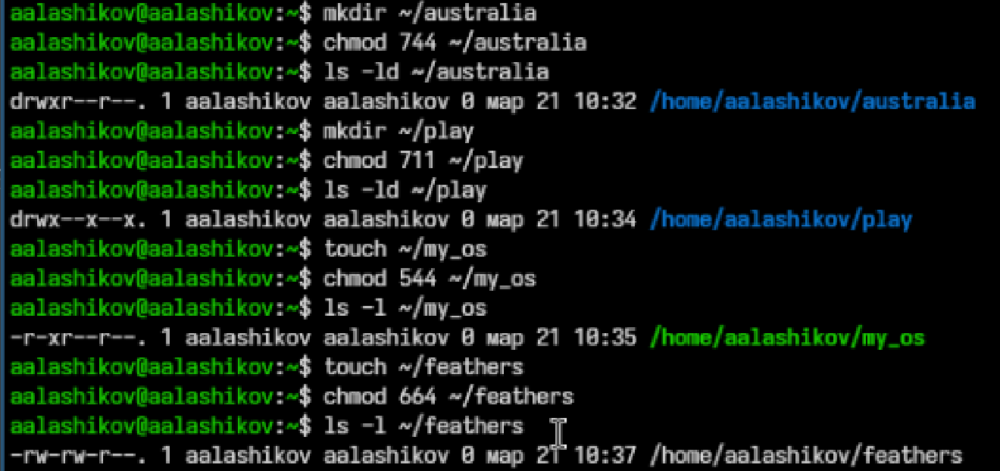 aalashikov@aalashikov:~$ mkdir ~/australia
aalashikov@aalashikov:~$ chmod 744 ~/australia
aalashikov@aalashikov:~$ ls -ld ~/australia
drwxr--r--. 1 aalashikov aalashikov 0 мар 21 10:32 /home/aalashikov/australia
aalashikov@aalashikov:~$ mkdir ~/play
aalashikov@aalashikov:~$ chmod 711 ~/play
aalashikov@aalashikov:~$ ls -ld ~/play
drwx--x--x. 1 aalashikov aalashikov 0 мар 21 10:34 /home/aalashikov/play
aalashikov@aalashikov:~$ touch ~/my_os
aalashikov@aalashikov:~$ chmod 544 ~/my_os
aalashikov@aalashikov:~$ ls -l ~/my_os
-r-xr--r--. 1 aalashikov aalashikov 0 мар 21 10:35 /home/aalashikov/my_os
aalashikov@aalashikov:~$ touch ~/feathers
aalashikov@aalashikov:~$ chmod 664 ~/feathers
aalashikov@aalashikov:~$ ls -l ~/feathers
-rw-rw-r--. 1 aalashikov aalashikov 0 мар 21 10:37 /home/aalashikov/feathers